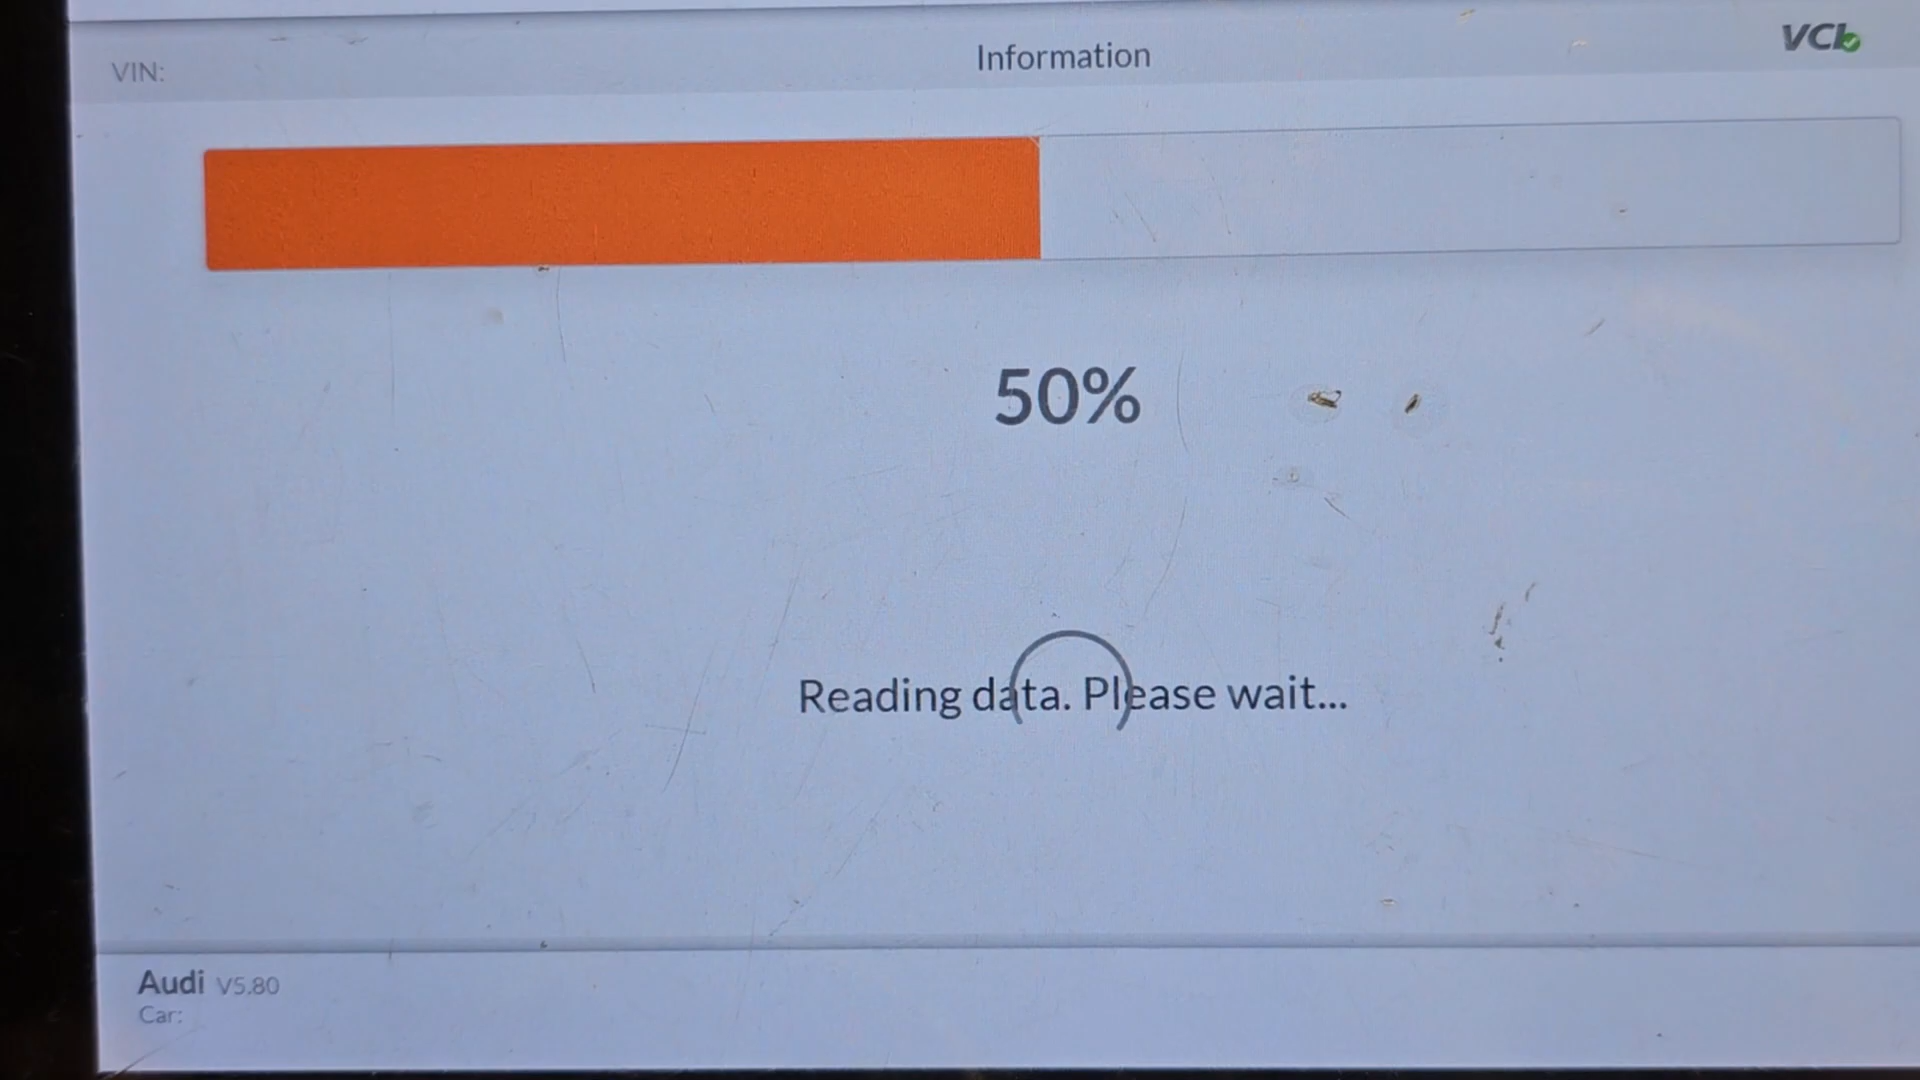 VIN:
Information
VCI
50%
Reading data. Please wait...
Audi V5.80
Car: